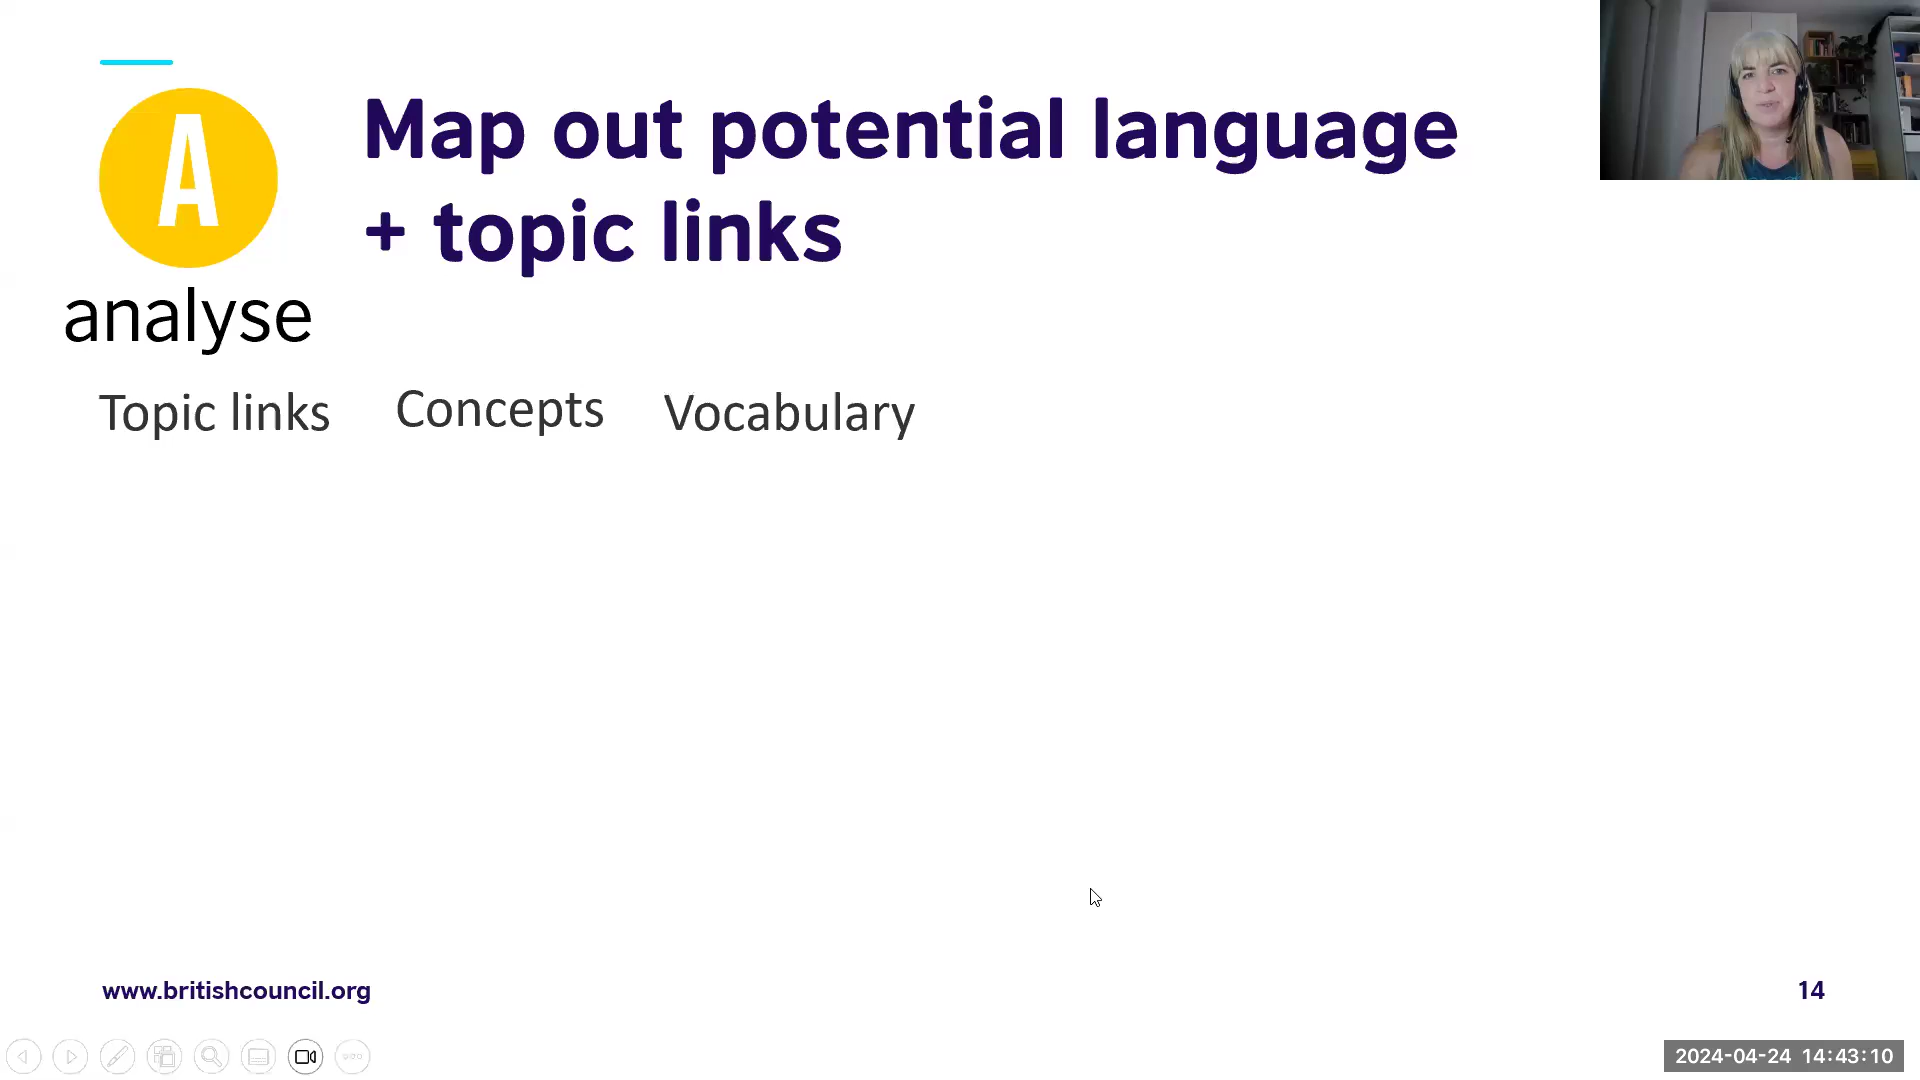 A
analyse
Map out potential language
+ topic links
Topic links
Concepts
Vocabulary
www.britishcouncil.org
14
2024-04-24 14:43:10